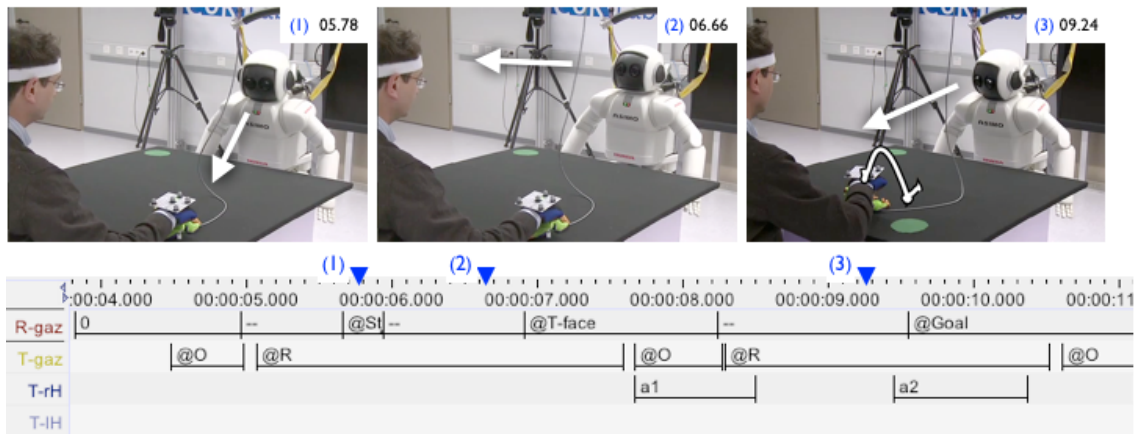 (1) 05.78
(2) 06.66
(3) 09.24
ASIMO
ASIMO
ASIMO
(1)
(2)
(3)
:00:04.000 00:00:05.000 00:00:06.000 00:00:07.000 00:00:08.000 00:00:09.000 00:00:10.000 00:00:11
R-gaz 0 -- @St -- @T-face -- @Goal
T-gaz @O @R @O @R @O
T-rH a1 a2
T-lH